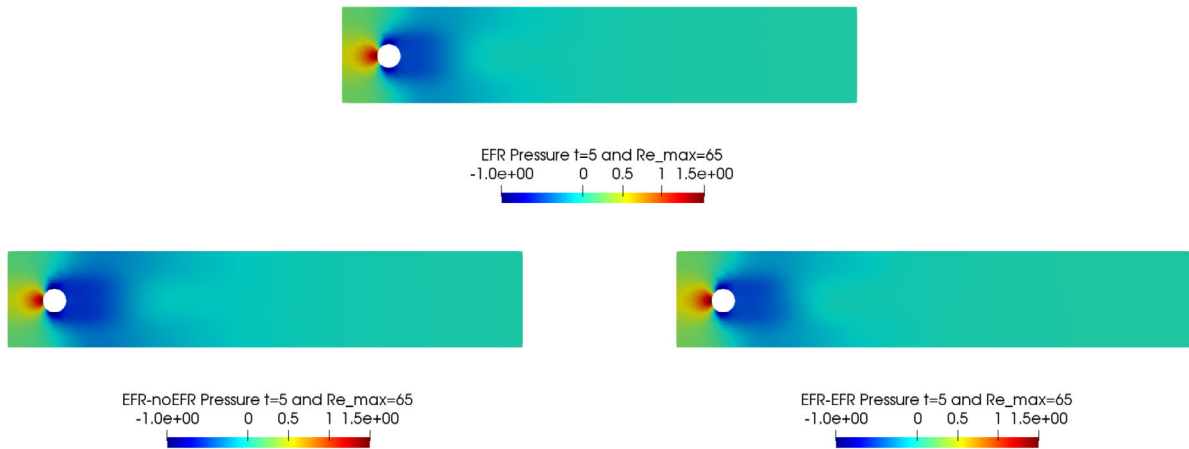 EFR Pressure t=5 and Re_max=65
-1.0e+00 0 0.5 1 1.5e+00
EFR-noEFR Pressure t=5 and Re_max=65
-1.0e+00 0 0.5 1 1.5e+00
EFR-EFR Pressure t=5 and Re_max=65
-1.0e+00 0 0.5 1 1.5e+00